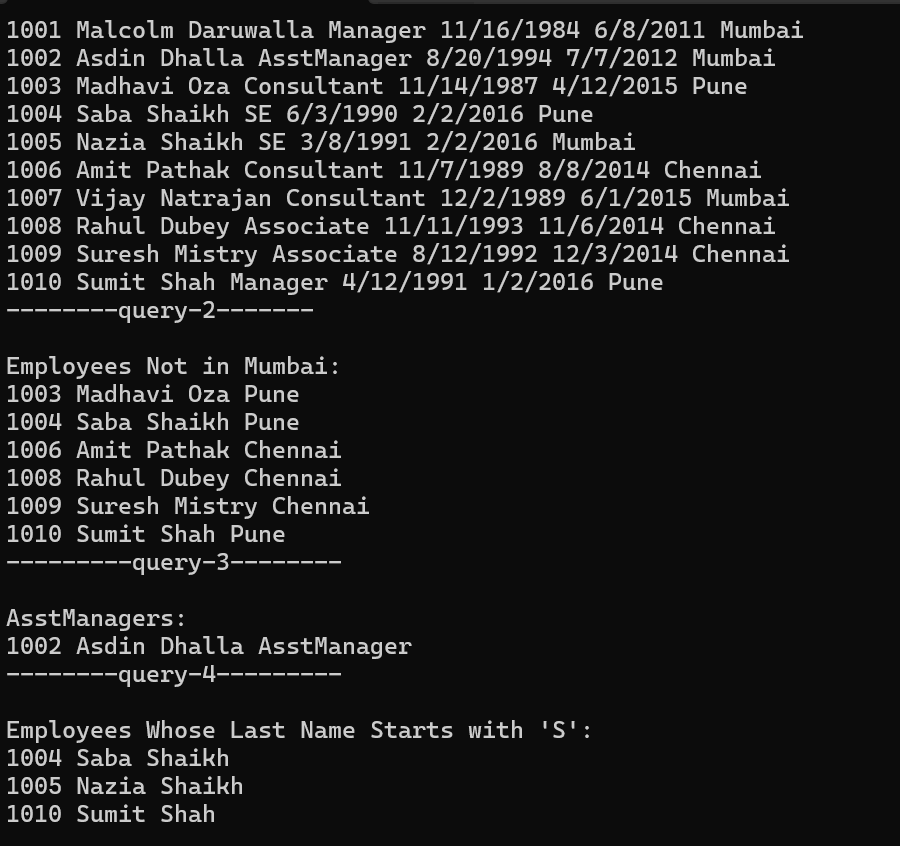 1001 Malcolm Daruwalla Manager 11/16/1984 6/8/2011 Mumbai
1002 Asdin Dhalla AsstManager 8/20/1994 7/7/2012 Mumbai
1003 Madhavi Oza Consultant 11/14/1987 4/12/2015 Pune
1004 Saba Shaikh SE 6/3/1990 2/2/2016 Pune
1005 Nazia Shaikh SE 3/8/1991 2/2/2016 Mumbai
1006 Amit Pathak Consultant 11/7/1989 8/8/2014 Chennai
1007 Vijay Natrajan Consultant 12/2/1989 6/1/2015 Mumbai
1008 Rahul Dubey Associate 11/11/1993 11/6/2014 Chennai
1009 Suresh Mistry Associate 8/12/1992 12/3/2014 Chennai
1010 Sumit Shah Manager 4/12/1991 1/2/2016 Pune
--------query-2-------
Employees Not in Mumbai:
1003 Madhavi Oza Pune
1004 Saba Shaikh Pune
1006 Amit Pathak Chennai
1008 Rahul Dubey Chennai
1009 Suresh Mistry Chennai
1010 Sumit Shah Pune
---------query-3--------
AsstManagers:
1002 Asdin Dhalla AsstManager
--------query-4---------
Employees Whose Last Name Starts with 'S':
1004 Saba Shaikh
1005 Nazia Shaikh
1010 Sumit Shah